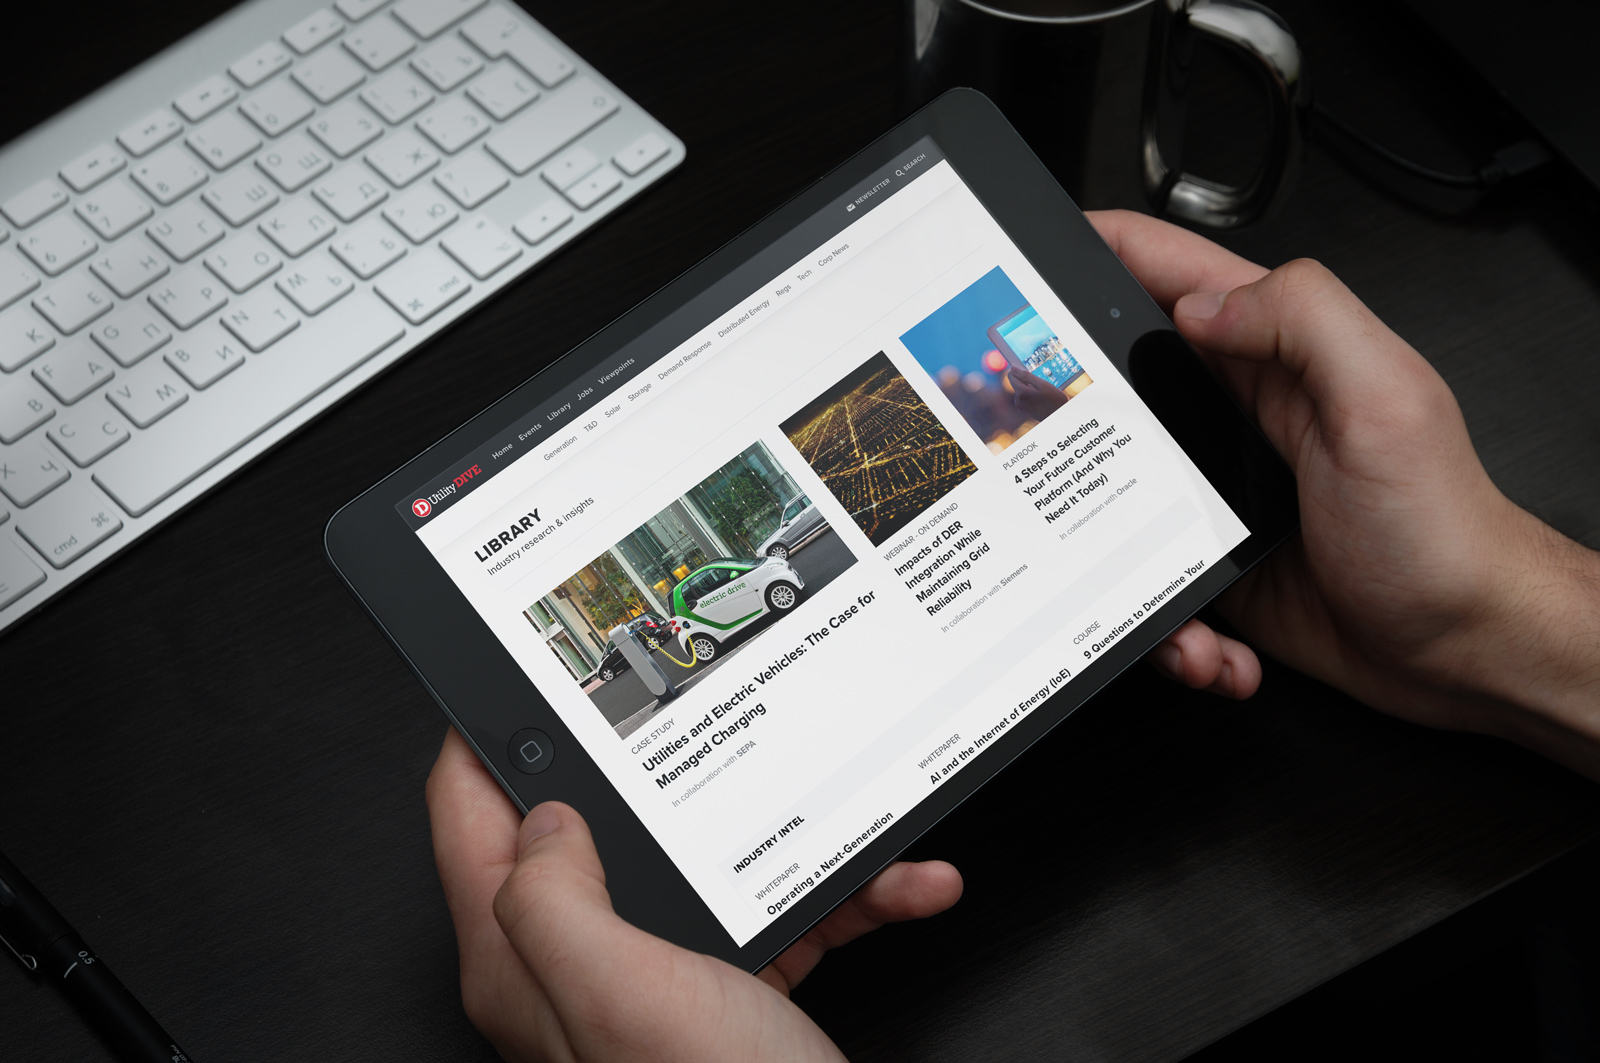 D UtilityDIVE
Home Events Library Jobs Viewpoints
NEWSLETTER SEARCH
Generation T&D Solar Storage Demand Response Distributed Energy Regs Tech Corp News
LIBRARY
Industry research & insights
electric drive
CASE STUDY
Utilities and Electric Vehicles: The Case for
Managed Charging
In collaboration with SEPA
WEBINAR - ON DEMAND
Impacts of DER
Integration While
Maintaining Grid
Reliability
In collaboration with Siemens
PLAYBOOK
4 Steps to Selecting
Your Future Customer
Platform (And Why You
Need It Today)
In collaboration with Oracle
INDUSTRY INTEL
WHITEPAPER
Operating a Next-Generation
WHITEPAPER
AI and the Internet of Energy (IoE)
COURSE
9 Questions to Determine Your
cmd
cmd
0.5